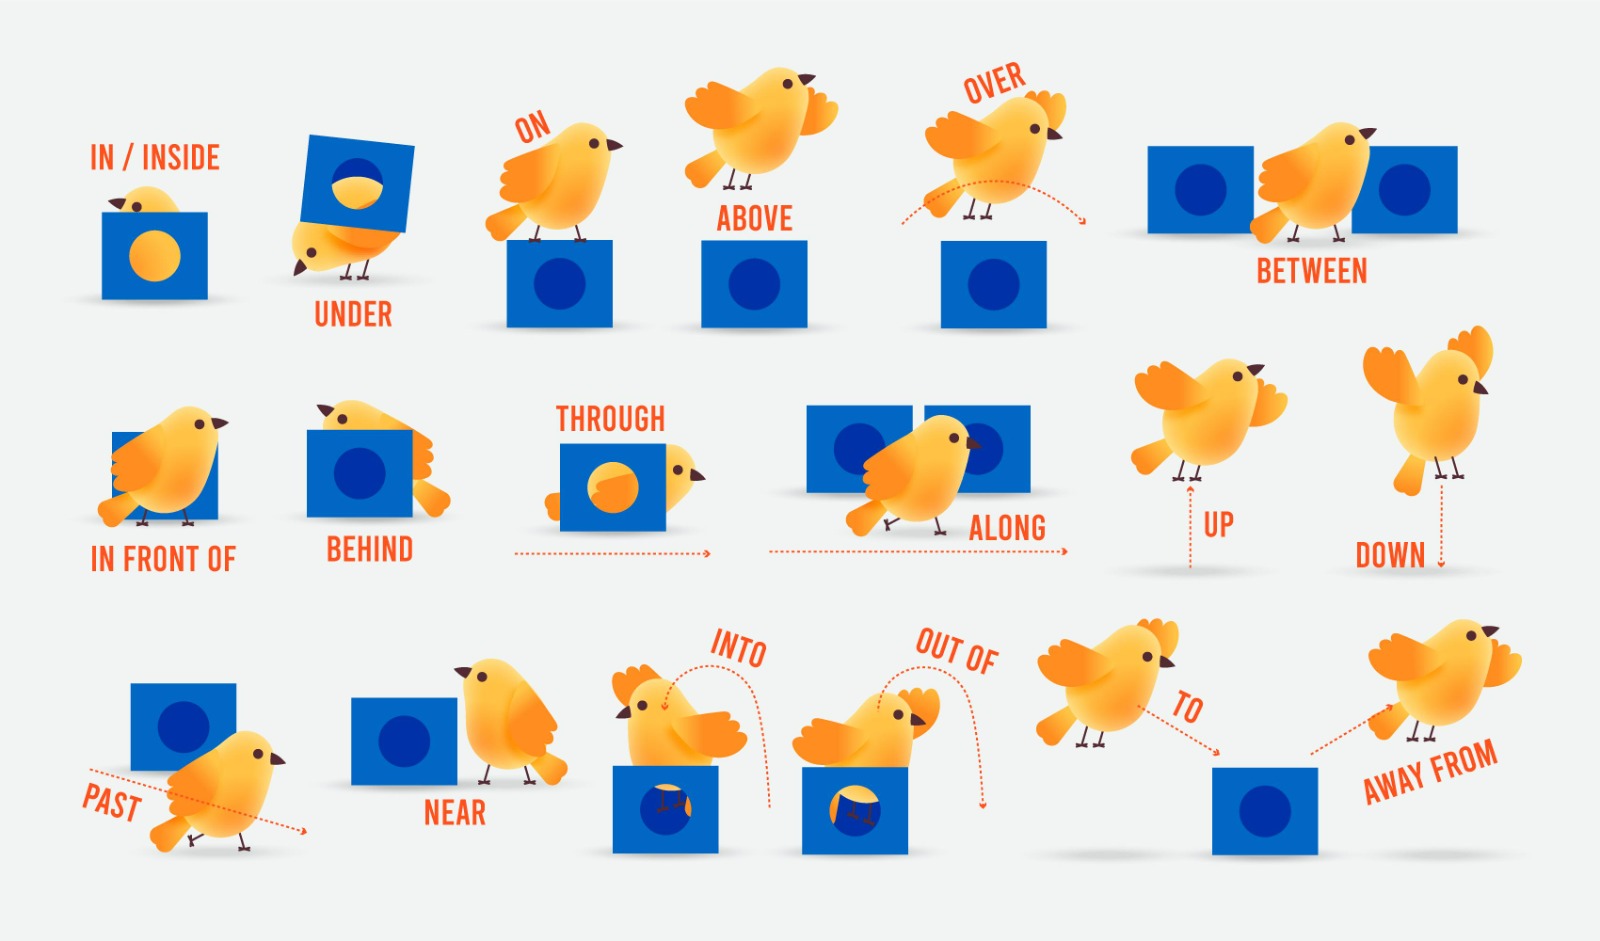 IN / INSIDE
UNDER
ON
ABOVE
OVER
BETWEEN
IN FRONT OF
BEHIND
THROUGH
ALONG
UP
DOWN
PAST
NEAR
INTO
OUT OF
TO
AWAY FROM